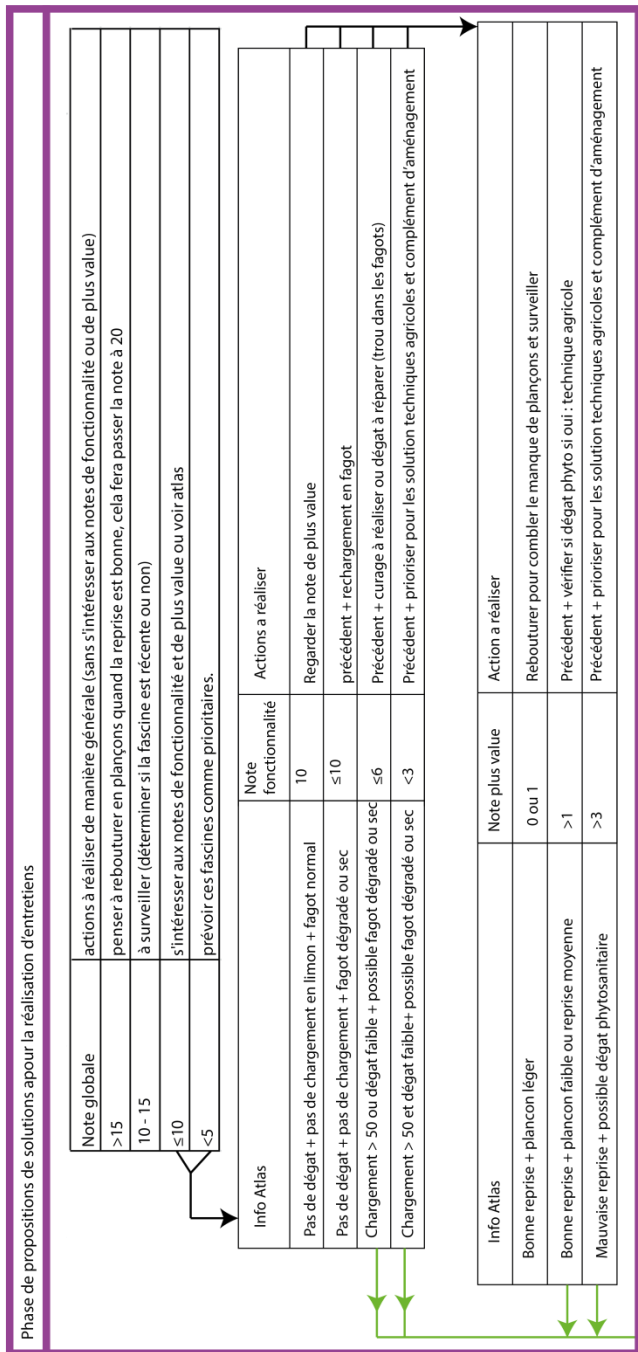 Phase de propositions de solutions apour la réalisation d'entretiens
Note globale
actions à réaliser de manière générale (sans s'intéresser aux notes de fonctionnalité ou de plus value)
>15
penser à rebouturer en plançons quand la reprise est bonne, cela fera passer la note à 20
10 - 15
à surveiller (déterminer si la fascine est récente ou non)
≤10
s'intéresser aux notes de fonctionnalité et de plus value ou voir atlas
<5
prévoir ces fascines comme prioritaires.
Info Atlas
Note
fonctionnalité
Actions a réaliser
Pas de dégat + pas de chargement en limon + fagot normal
10
Regarder la note de plus value
Pas de dégat + pas de chargement + fagot dégradé ou sec
≤10
précédent + rechargement en fagot
Chargement > 50 ou dégat faible + possible fagot dégradé ou sec
≤6
Précédent + curage à réaliser ou dégat à réparer (trou dans les fagots)
Chargement > 50 et dégat faible+ possible fagot dégradé ou sec
<3
Précédent + prioriser pour les solution techniques agricoles et complément d'aménagement
Info Atlas
Note plus value
Action a réaliser
Bonne reprise + plancon léger
0 ou 1
Rebouturer pour combler le manque de plançons et surveiller
Bonne reprise + plancon faible ou reprise moyenne
>1
Précédent + vérifier si dégat phyto si oui : technique agricole
Mauvaise reprise + possible dégat phytosanitaire
>3
Précédent + prioriser pour les solution techniques agricoles et complément d'aménagement